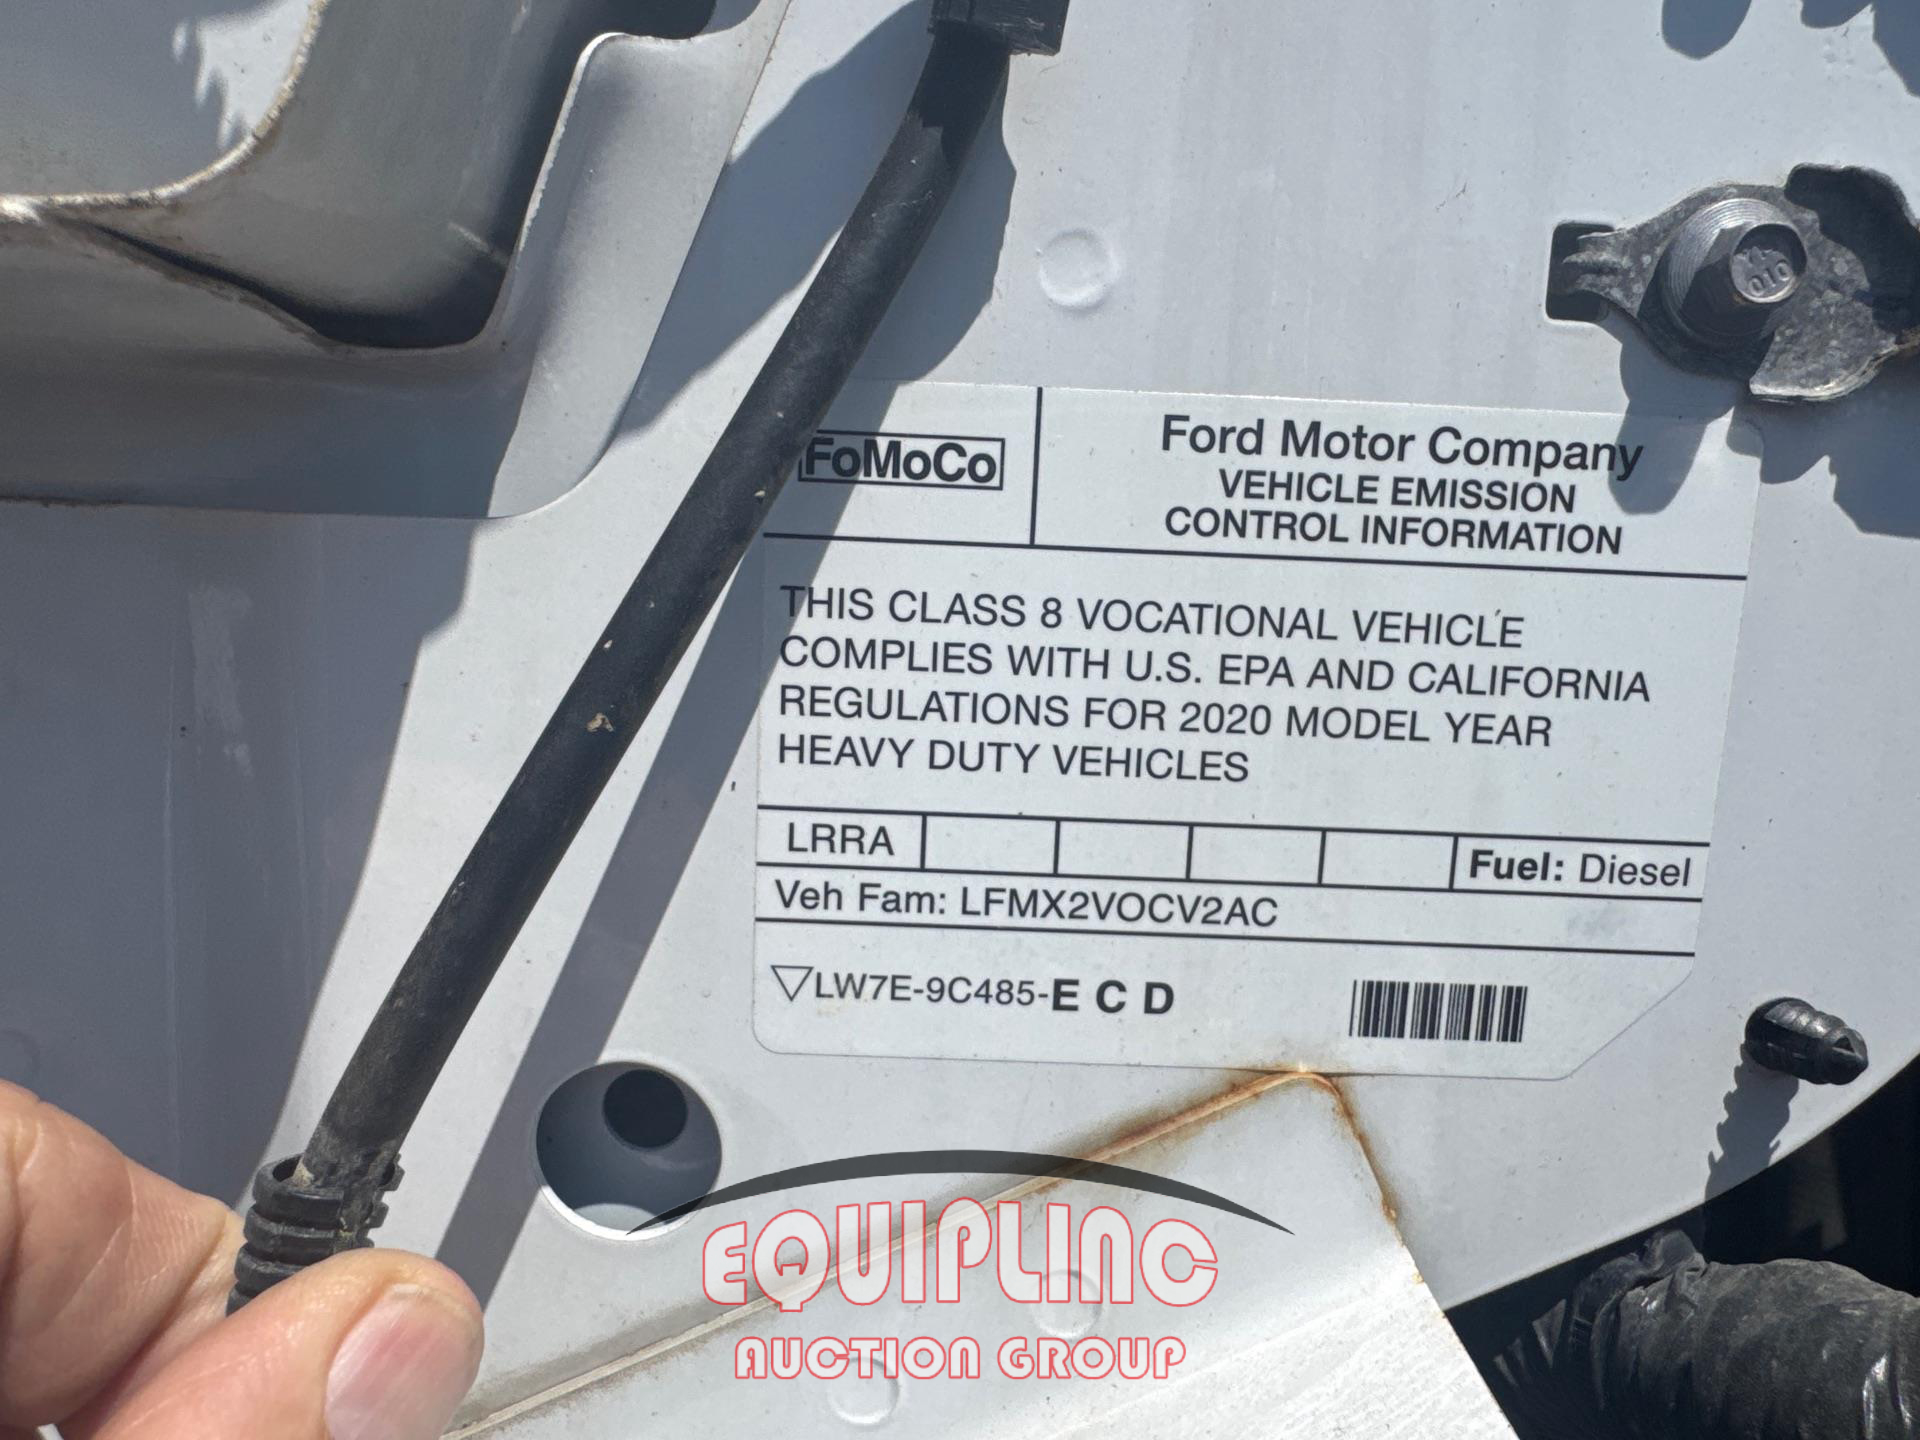 FoMoCo
Ford Motor Company
VEHICLE EMISSION
CONTROL INFORMATION
THIS CLASS 8 VOCATIONAL VEHICLE
COMPLIES WITH U.S. EPA AND CALIFORNIA
REGULATIONS FOR 2020 MODEL YEAR
HEAVY DUTY VEHICLES
LRRA
Fuel: Diesel
Veh Fam: LFMX2VOCV2AC
LW7E-9C485-E C D
EQUIPLINC
AUCTION GROUP